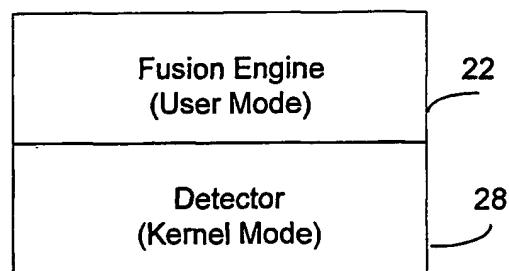 Fusion Engine
(User Mode)
22
Detector
(Kernel Mode)
28